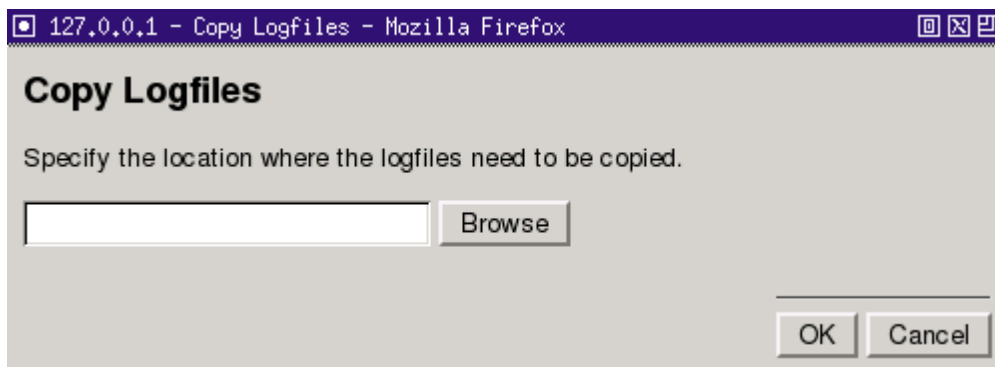 127.0.0.1 - Copy Logfiles - Mozilla Firefox
Copy Logfiles
Specify the location where the logfiles need to be copied.
Browse
OK Cancel